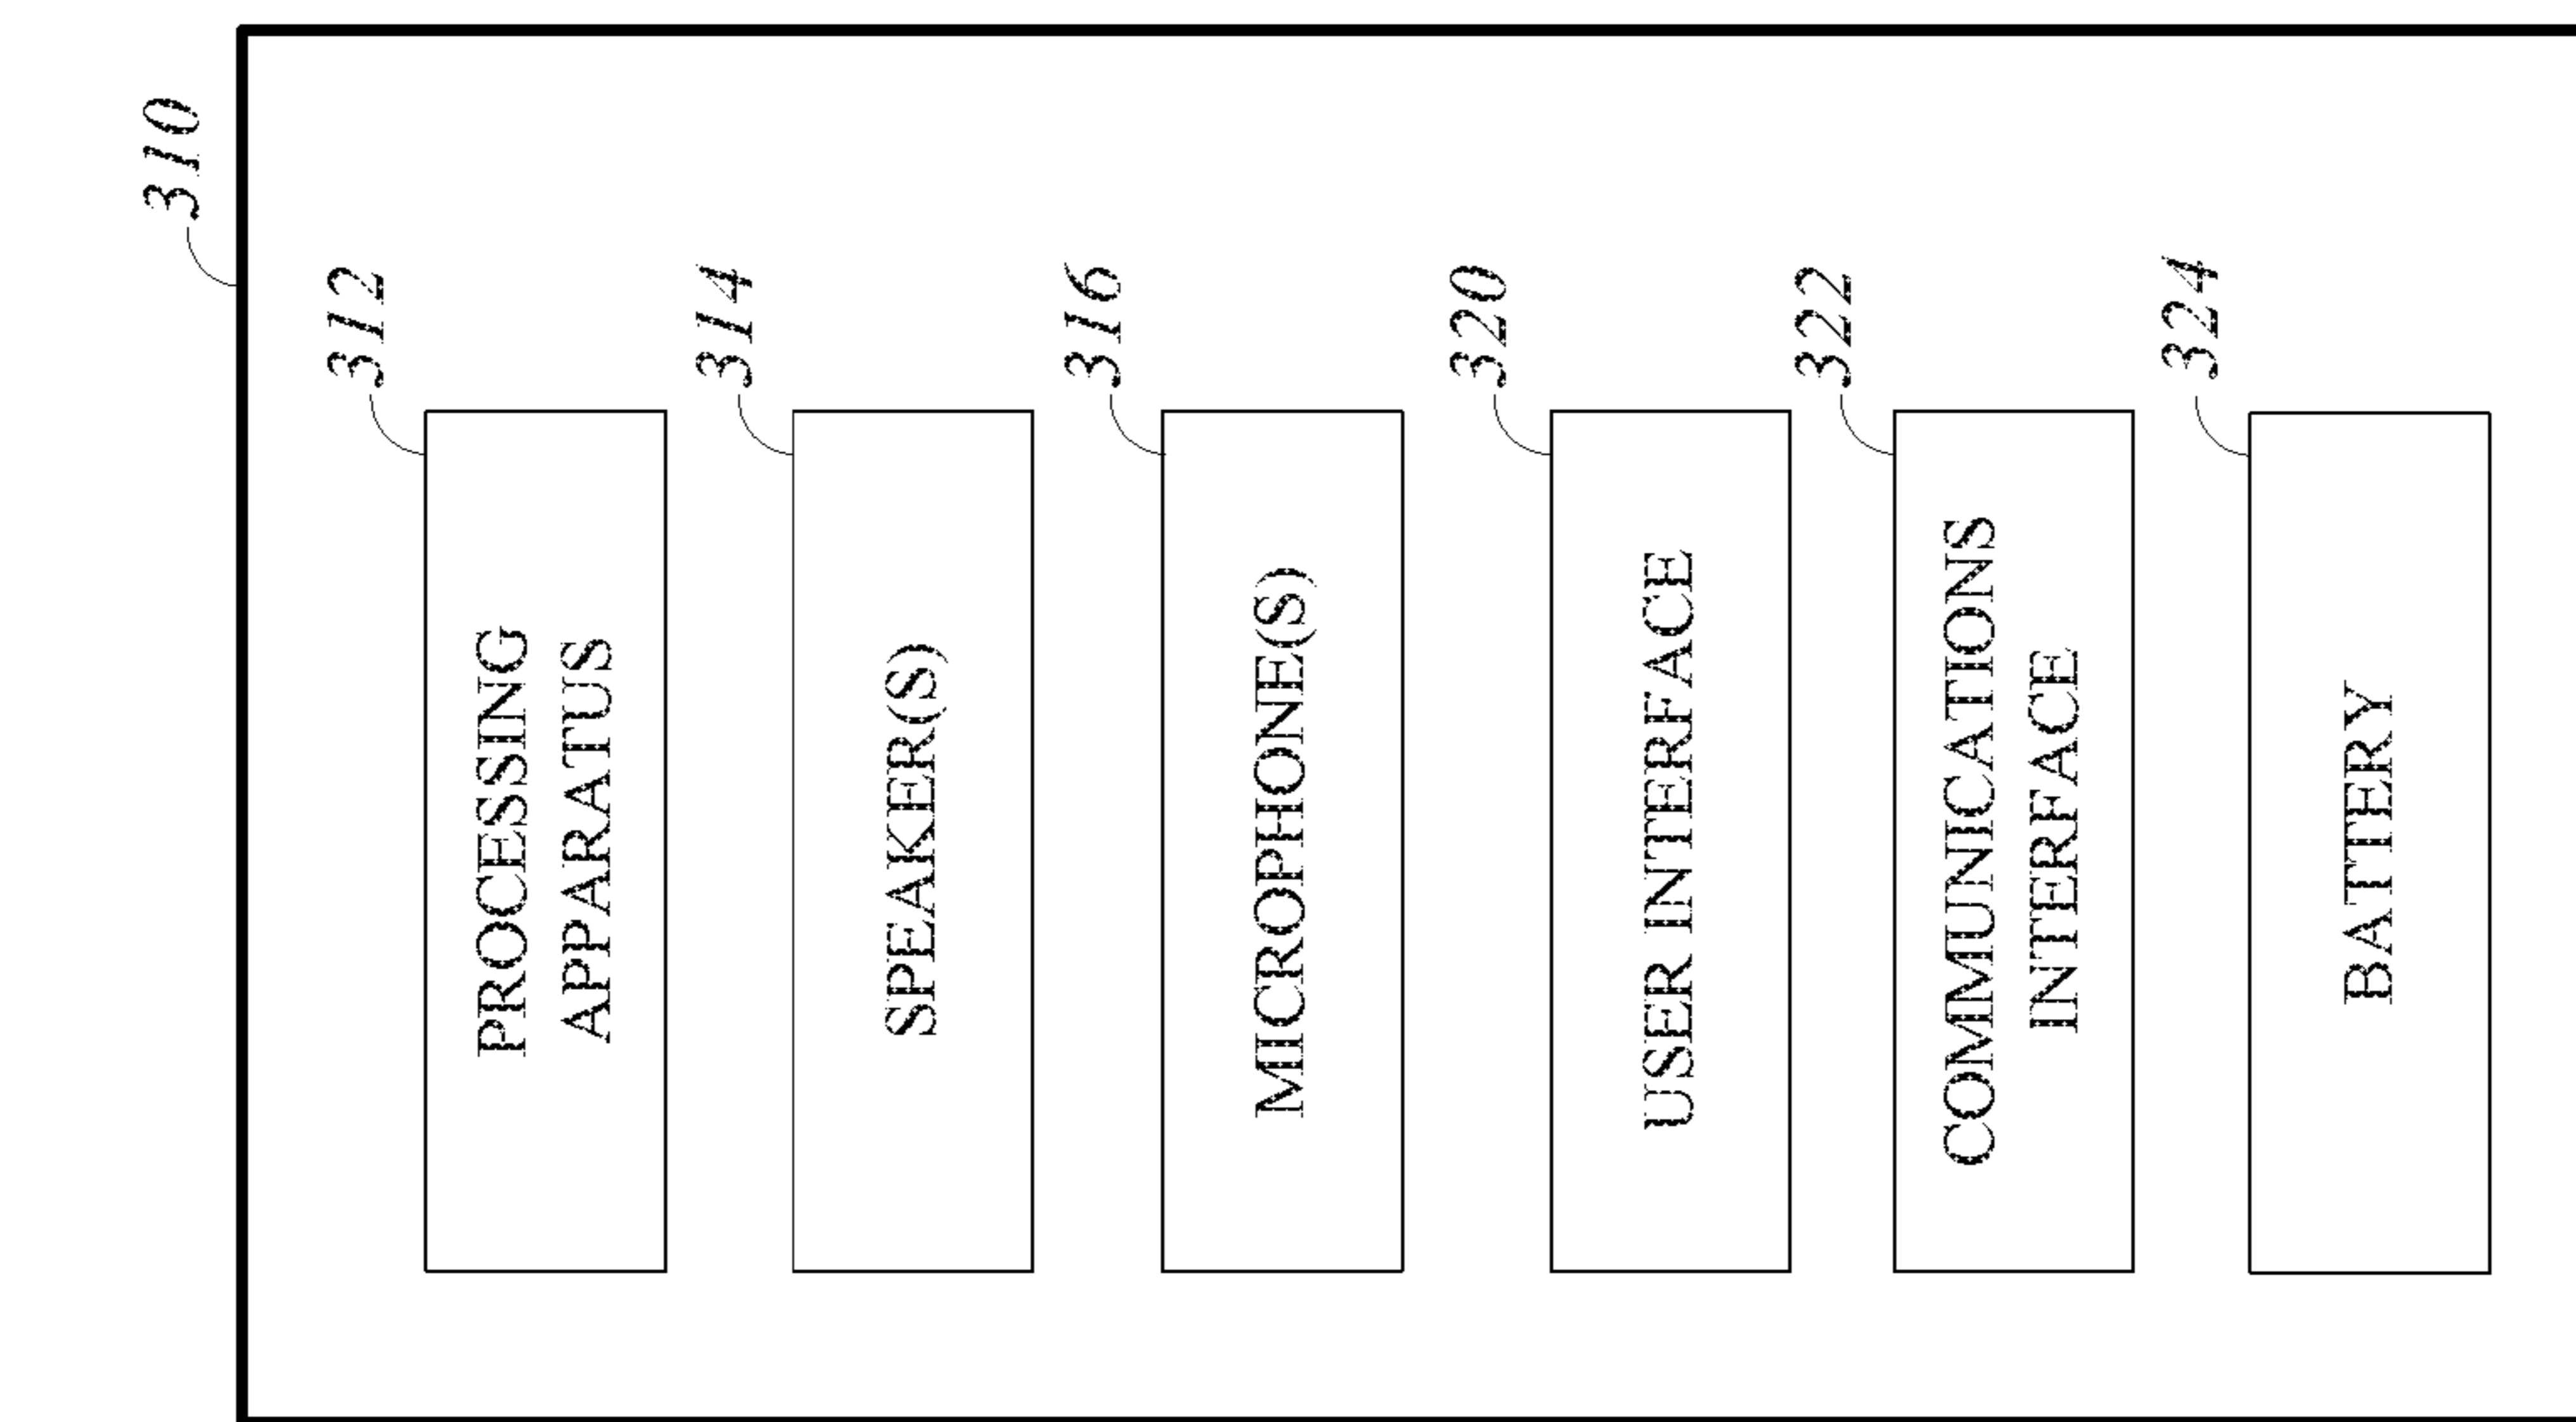 310
312
PROCESSING
APPARATUS
314
SPEAKER(S)
316
MICROPHONE(S)
320
USER INTERFACE
322
COMMUNICATIONS
INTERFACE
324
BATTERY